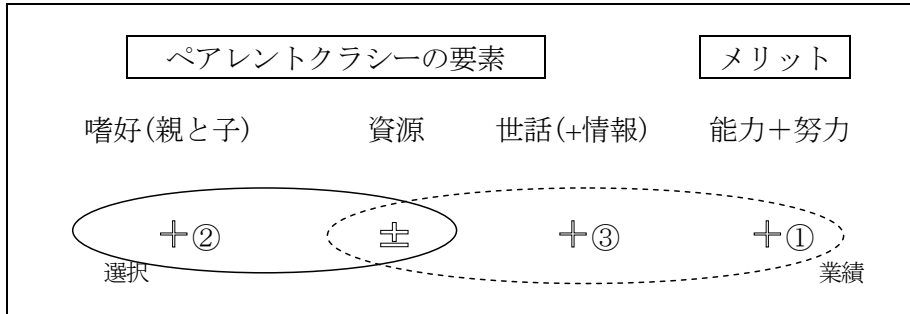 ペアレントクラシーの要素 メリット
嗜好(親と子) 資源 世話(+情報) 能力+努力
+② ± +③ +①
選択 業績